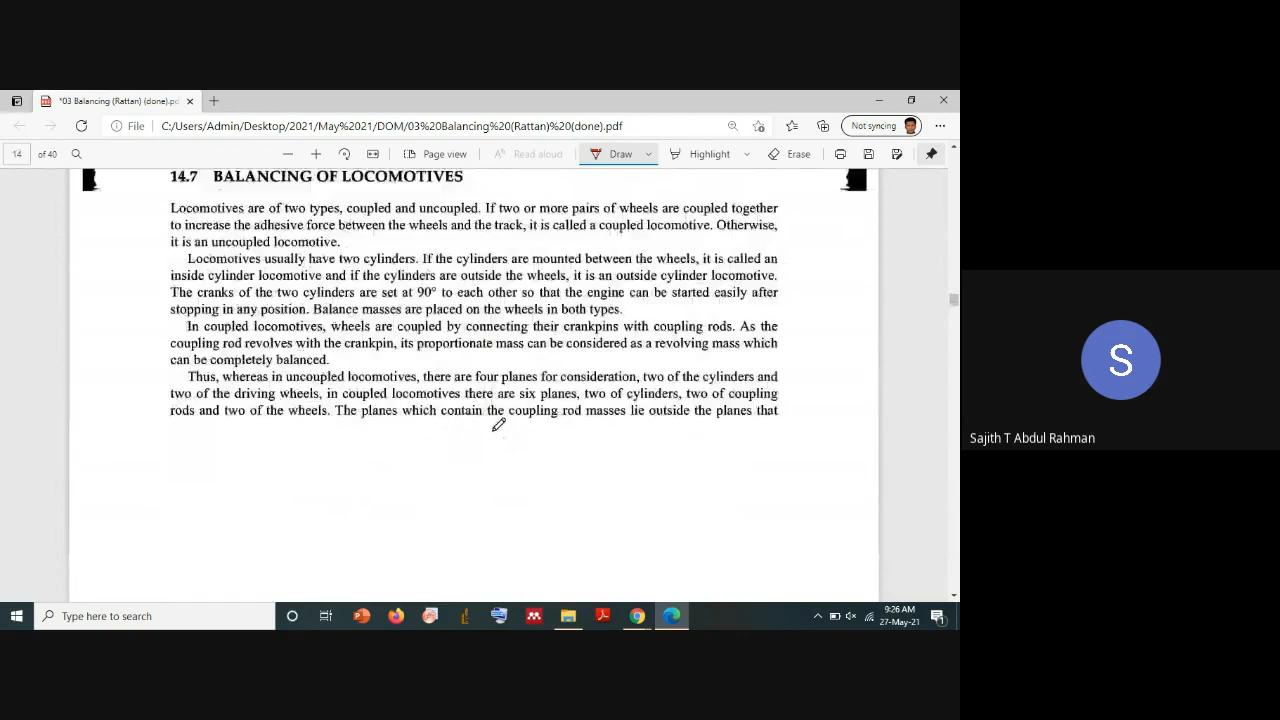 *03 Balancing (Rattan) (done).pd
File
C:/Users/Admin/Desktop/2021/May%2021/DOM/03%20Balancing%20(Rattan)%20(done).pdf
Not syncing
14
of 40
Page view
Read aloud
Draw
Highlight
Erase
14.7 BALANCING OF LOCOMOTIVES
Locomotives are of two types, coupled and uncoupled. If two or more pairs of wheels are coupled together
to increase the adhesive force between the wheels and the track, it is called a coupled locomotive. Otherwise,
it is an uncoupled locomotive.
Locomotives usually have two cylinders. If the cylinders are mounted between the wheels, it is called an
inside cylinder locomotive and if the cylinders are outside the wheels, it is an outside cylinder locomotive.
The cranks of the two cylinders are set at 90° to each other so that the engine can be started easily after
stopping in any position. Balance masses are placed on the wheels in both types.
In coupled locomotives, wheels are coupled by connecting their crankpins with coupling rods. As the
coupling rod revolves with the crankpin, its proportionate mass can be considered as a revolving mass which
can be completely balanced.
Thus, whereas in uncoupled locomotives, there are four planes for consideration, two of the cylinders and
two of the driving wheels, in coupled locomotives there are six planes, two of cylinders, two of coupling
rods and two of the wheels. The planes which contain the coupling rod masses lie outside the planes that
S
Sajith T Abdul Rahman
Type here to search
9:26 AM
27-May-21
1